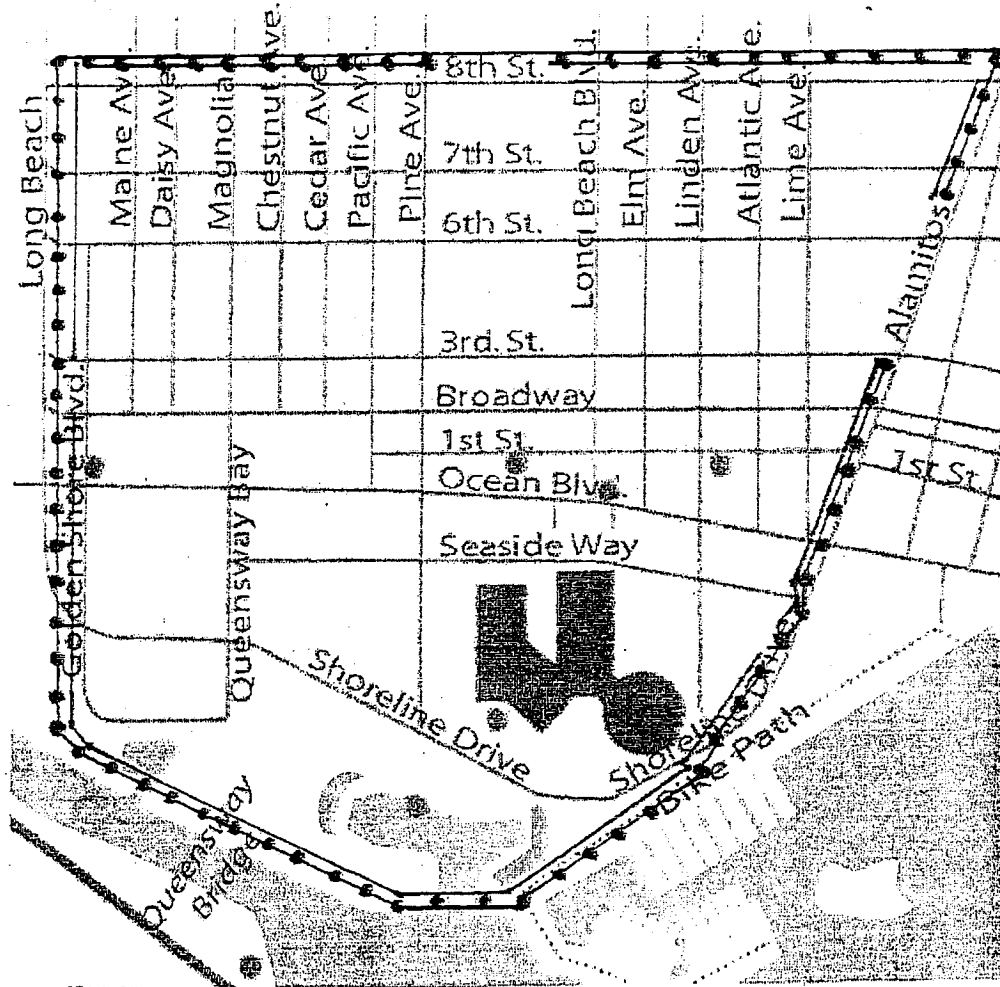 8th St.
Long Beach
Maine Av
Daisy Ave
Magnolia
Chestnut Ave.
Cedar Ave
Pacific Ave.
Pine Ave.
7th St.
6th St.
Long Beach Blvd.
Elm Ave.
Linden Ave.
Atlantic Ave.
Lime Ave.
Alamitos
3rd. St.
Broadway
1st St.
1st St.
Ocean Blvd.
Golden Shore Blvd.
Queensway Bay
Seaside Way
Shoreline Drive
Shoreline Drive
Bike Path
Queensway
Bridge